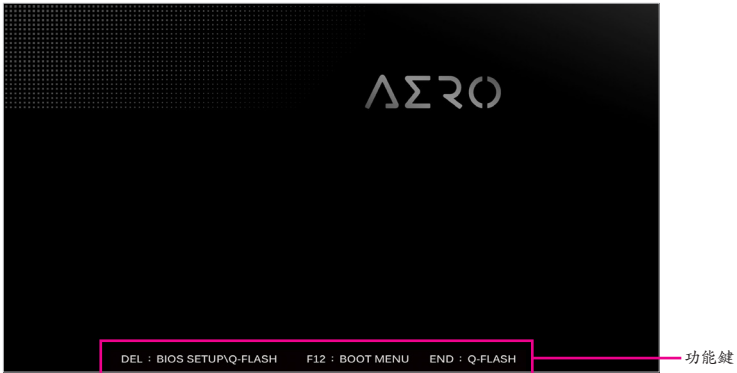 AERO
DEL : BIOS SETUP\Q-FLASH F12 : BOOT MENU END : Q-FLASH
功能鍵